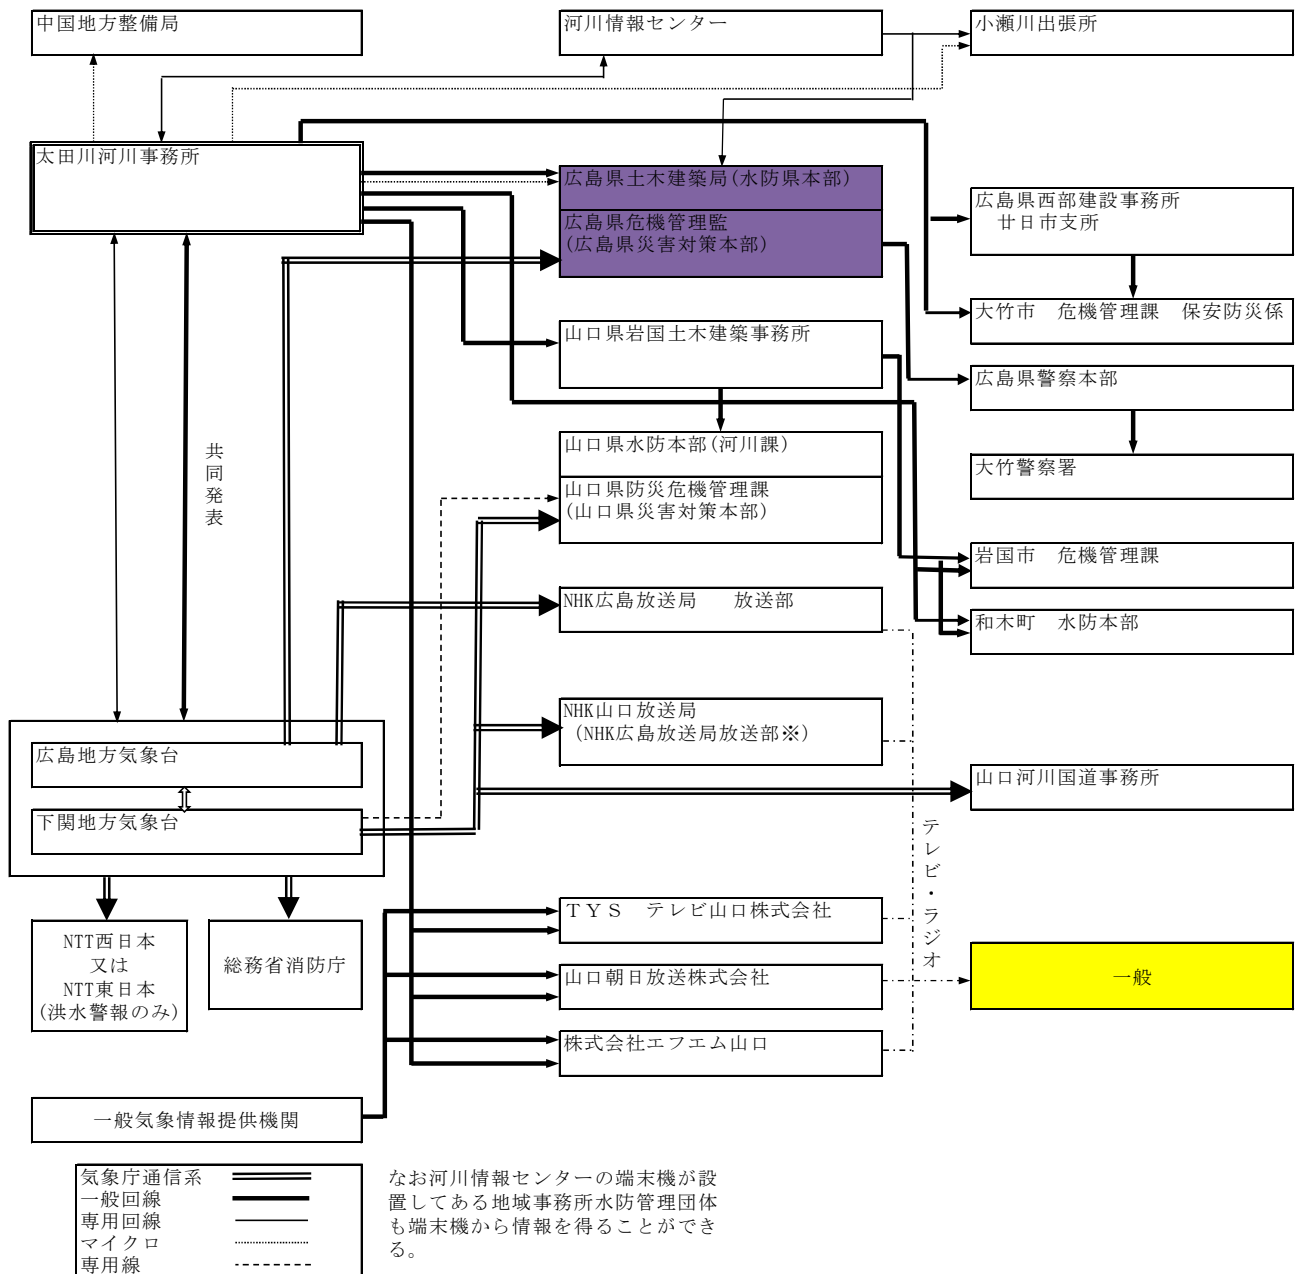 中国地方整備局
河川情報センター
小瀬川出張所
太田川河川事務所
広島県土木建築局(水防県本部)
広島県危機管理監
(広島県災害対策本部)
広島県西部建設事務所
廿日市支所
大竹市　危機管理課　保安防災係
山口県岩国土木建築事務所
広島県警察本部
共同発表
山口県水防本部(河川課)
大竹警察署
山口県防災危機管理課
(山口県災害対策本部)
岩国市　危機管理課
NHK広島放送局　　放送部
和木町　水防本部
NHK山口放送局
(NHK広島放送局放送部※)
広島地方気象台
山口河川国道事務所
下関地方気象台
テレビ・ラジオ
TYS　テレビ山口株式会社
NTT西日本
又は
NTT東日本
(洪水警報のみ)
総務省消防庁
山口朝日放送株式会社
一般
株式会社エフエム山口
一般気象情報提供機関
気象庁通信系
一般回線
専用回線
マイクロ
専用線
なお河川情報センターの端末機が設
置してある地域事務所水防管理団体
も端末機から情報を得ることができ
る。